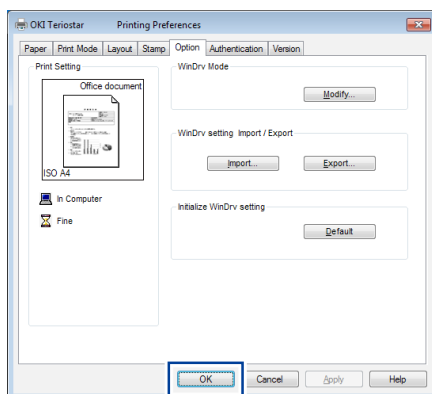 OKI Teriostar Printing Preferences
Paper Print Mode Layout Stamp Option Authentication Version
Print Setting
Office document
ISO A4
In Computer
Fine
WinDrv Mode
Modify...
WinDrv setting Import / Export
Import... Export...
Initialize WinDrv setting
Default
OK Cancel Apply Help